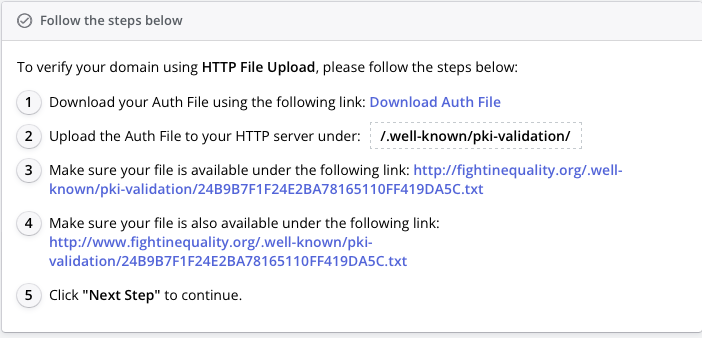 Follow the steps below
To verify your domain using HTTP File Upload, please follow the steps below:
1 Download your Auth File using the following link: Download Auth File
2 Upload the Auth File to your HTTP server under: /.well-known/pki-validation/
3 Make sure your file is available under the following link: http://fightinequality.org/.well-
known/pki-validation/24B9B7F1F24E2BA78165110FF419DA5C.txt
4 Make sure your file is also available under the following link:
http://www.fightinequality.org/.well-known/pki-
validation/24B9B7F1F24E2BA78165110FF419DA5C.txt
5 Click "Next Step" to continue.